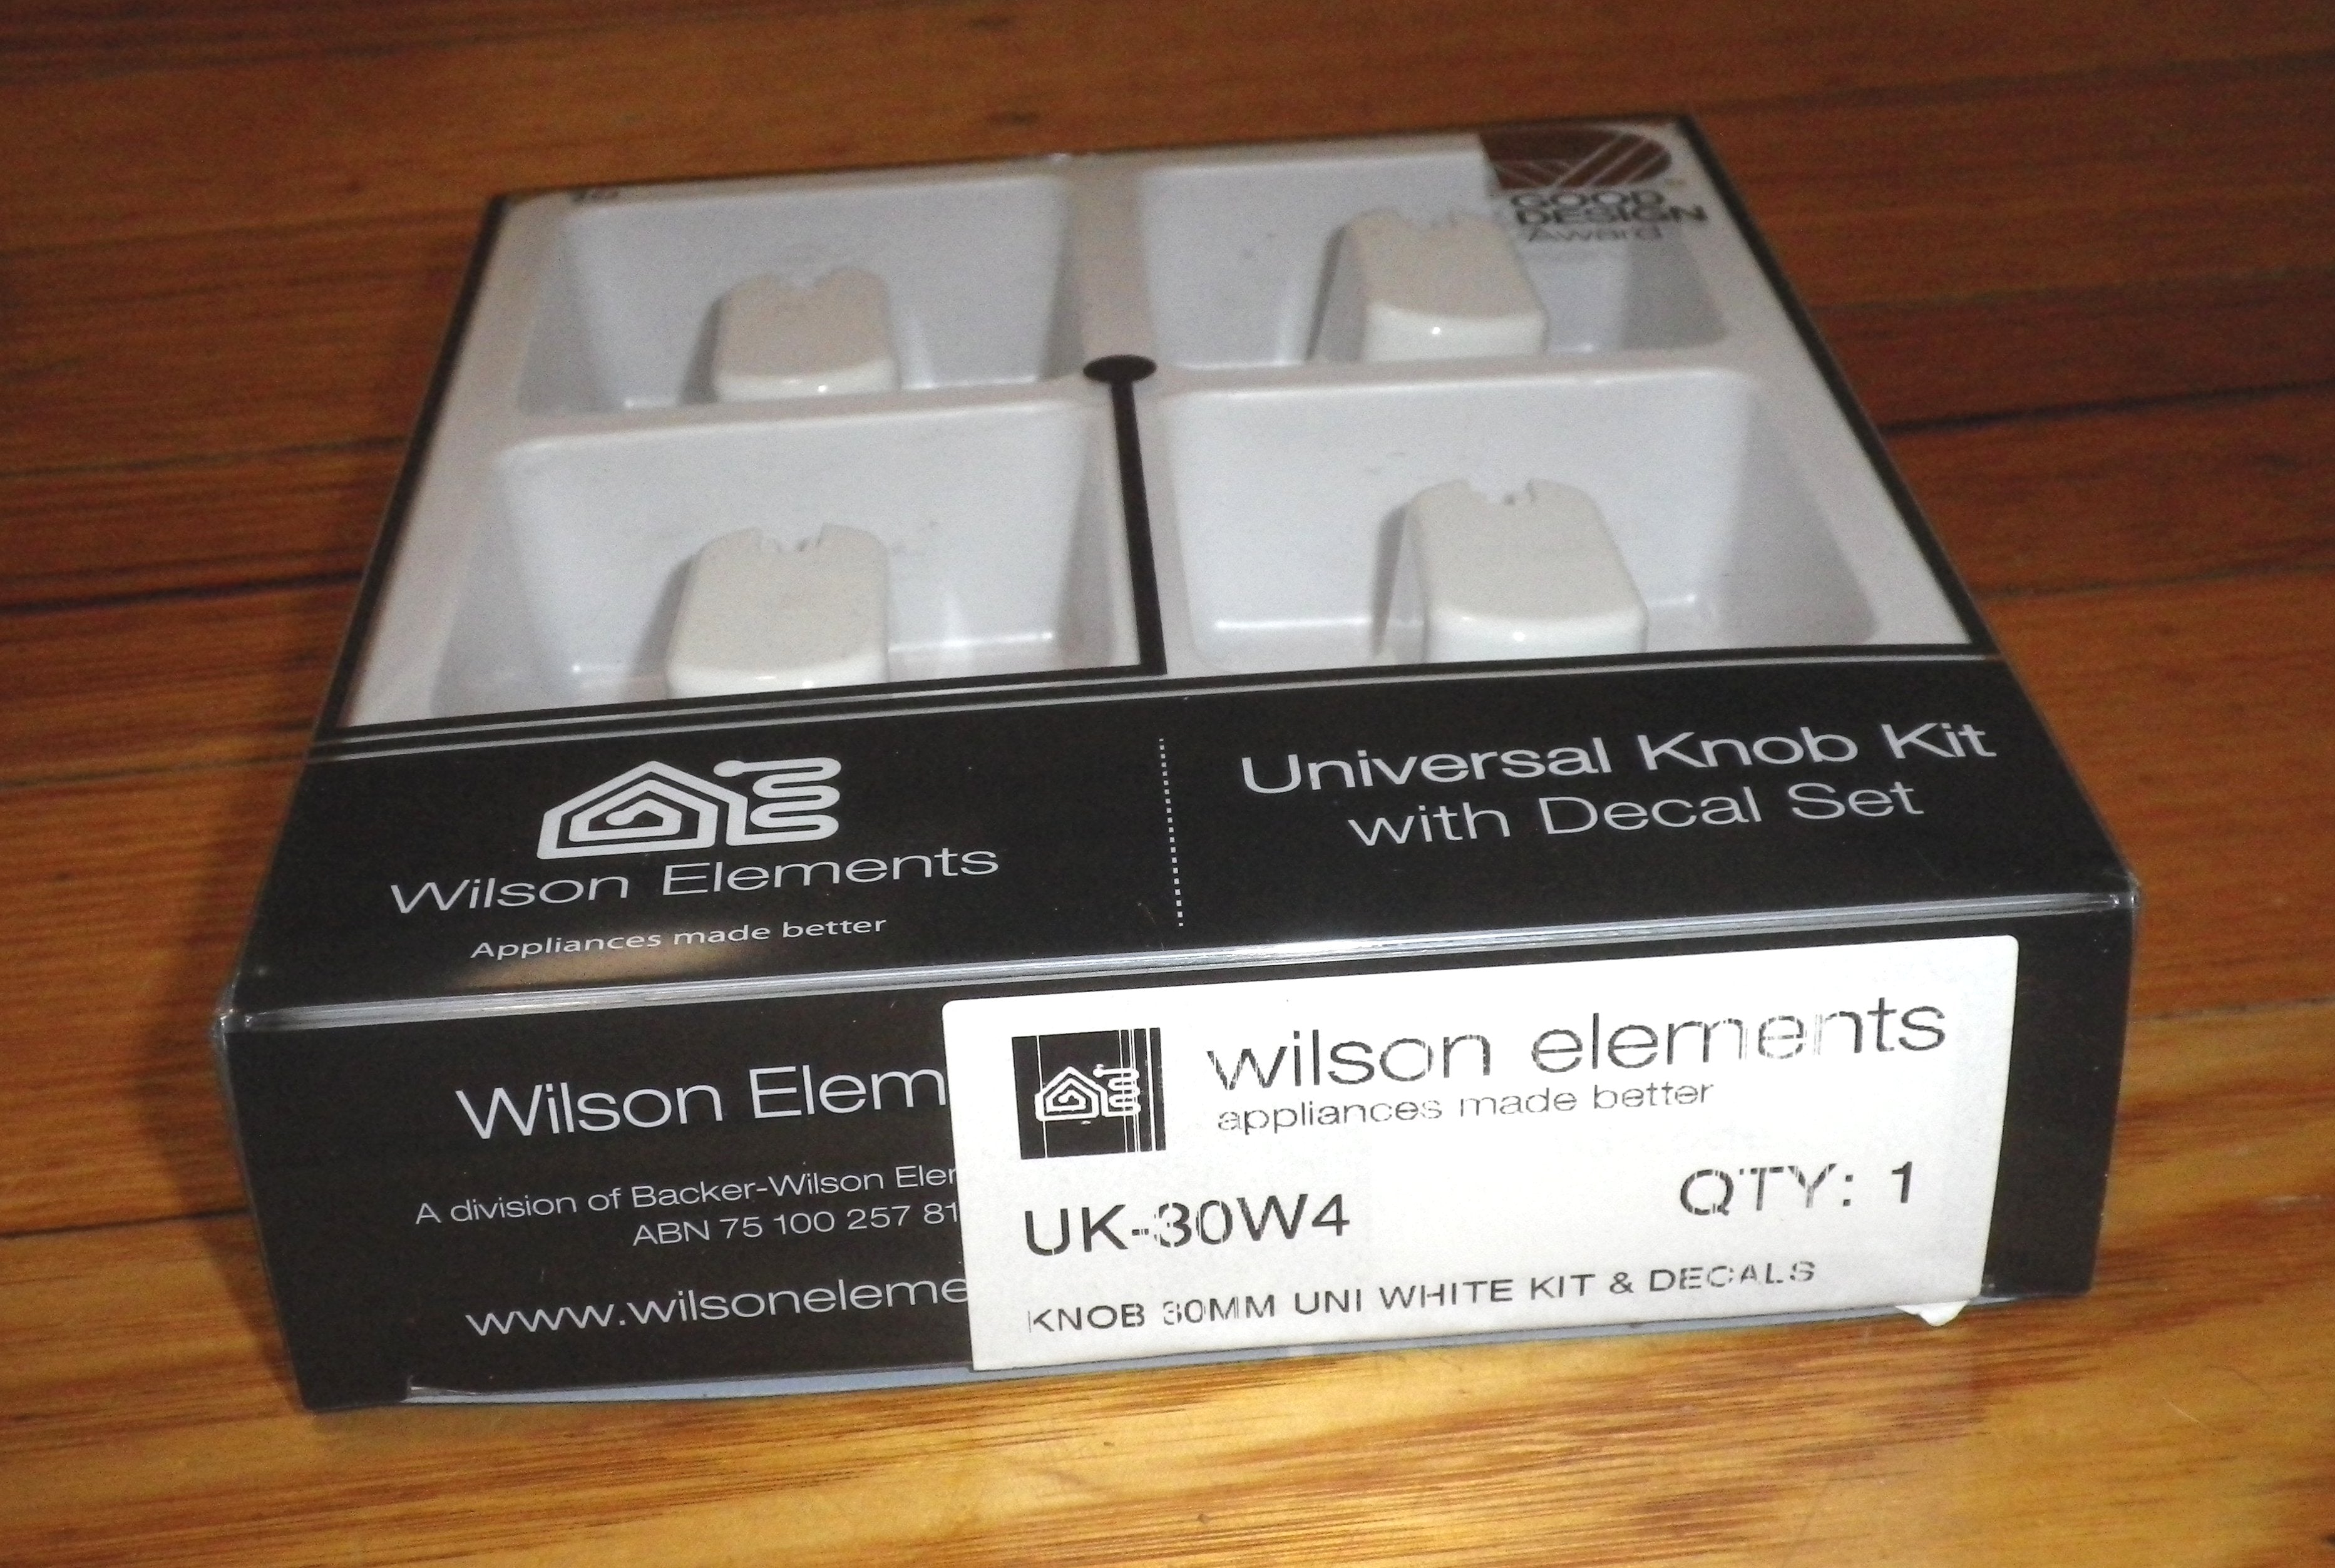 GOOD
DESIGN
Award
Wilson Elements
Appliances made better
Universal Knob Kit
with Decal Set
Wilson Elem
A division of Backer-Wilson Eler
ABN 75 100 257 81
www.wilsoneleme
wilson elements
appliances made better
UK-30W4
QTY: 1
KNOB 30MM UNI WHITE KIT & DECALS